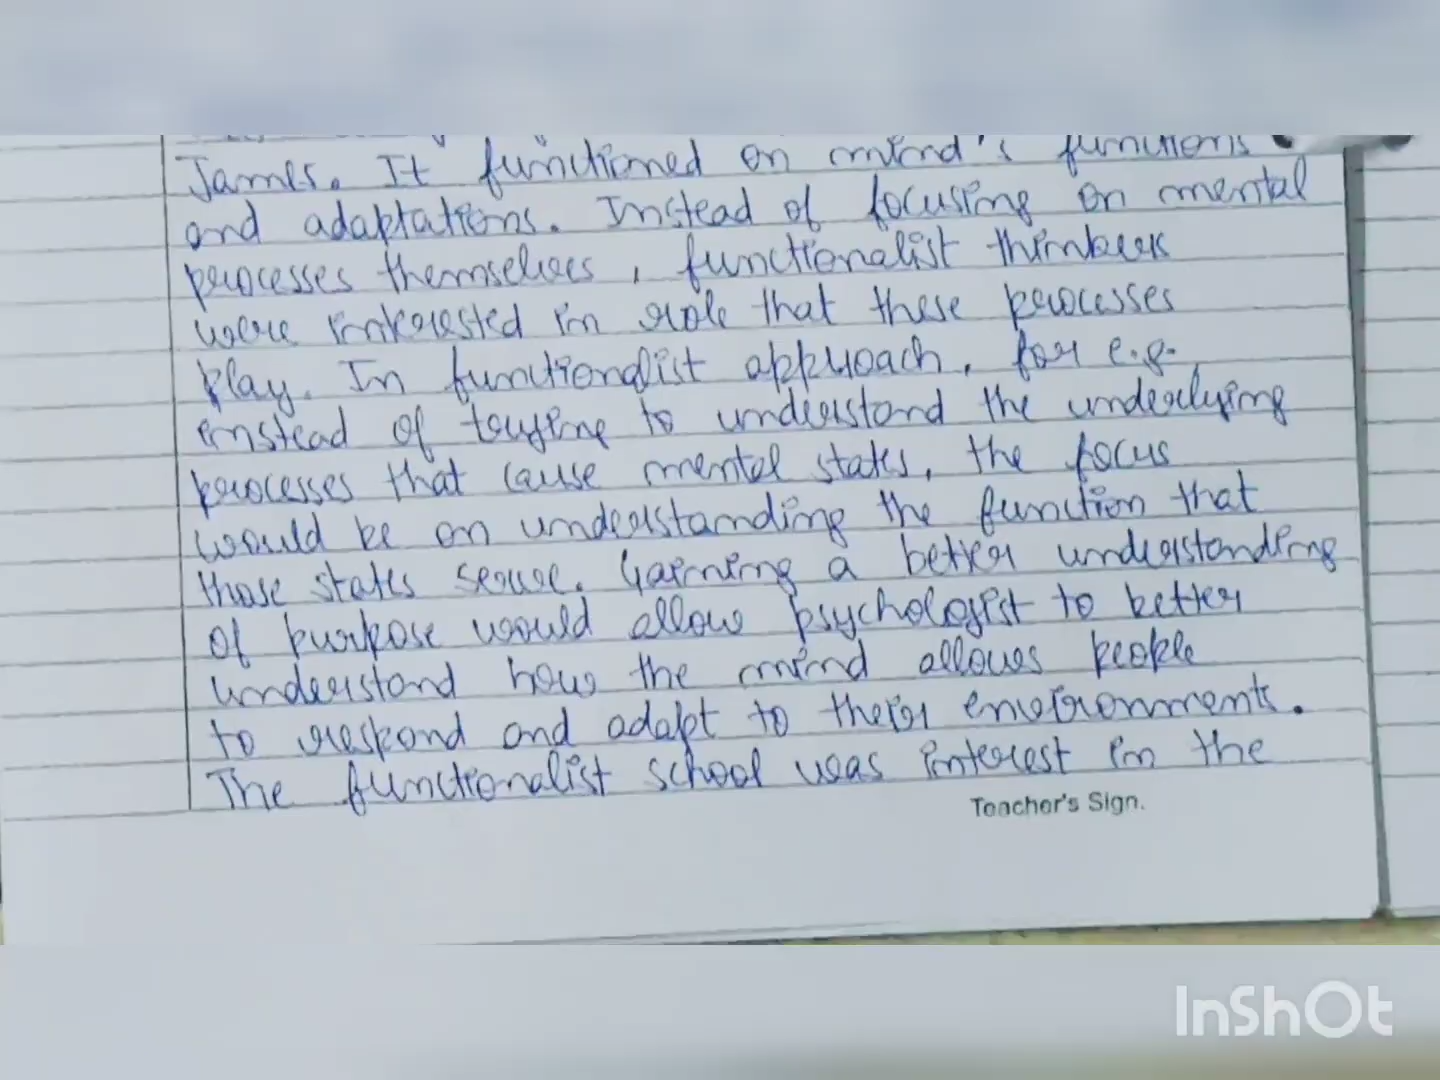 James. It functioned on mind's functions
and adaptations. Instead of focusing on mental
processes themselves, functionalist thinkers
were interested in role that these processes
play. In functionalist approach, for e.g.,
instead of trying to understand the underlying
processes that cause mental states, the focus
would be on understanding the function that
those states serve. Gaining a better understanding
of purpose would allow psychologist to better
understand how the mind allows people
to respond and adapt to their environments.
The functionalist school was interest in the
Teacher's Sign.
InShOt